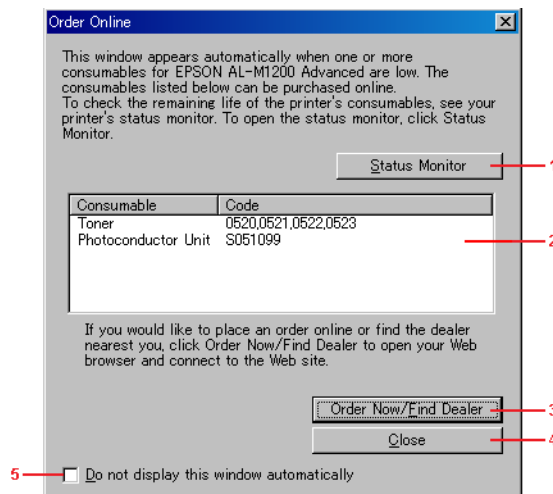 Order Online
This window appears automatically when one or more
consumables for EPSON AL-M1200 Advanced are low. The
consumables listed below can be purchased online.
To check the remaining life of the printer's consumables, see your
printer's status monitor. To open the status monitor, click Status
Monitor.
Status Monitor 1
Consumable Code
Toner 0520,0521,0522,0523
Photoconductor Unit S051099
2
If you would like to place an order online or find the dealer
nearest you, click Order Now/Find Dealer to open your Web
browser and connect to the Web site.
Order Now/Find Dealer 3
Close 4
5 Do not display this window automatically